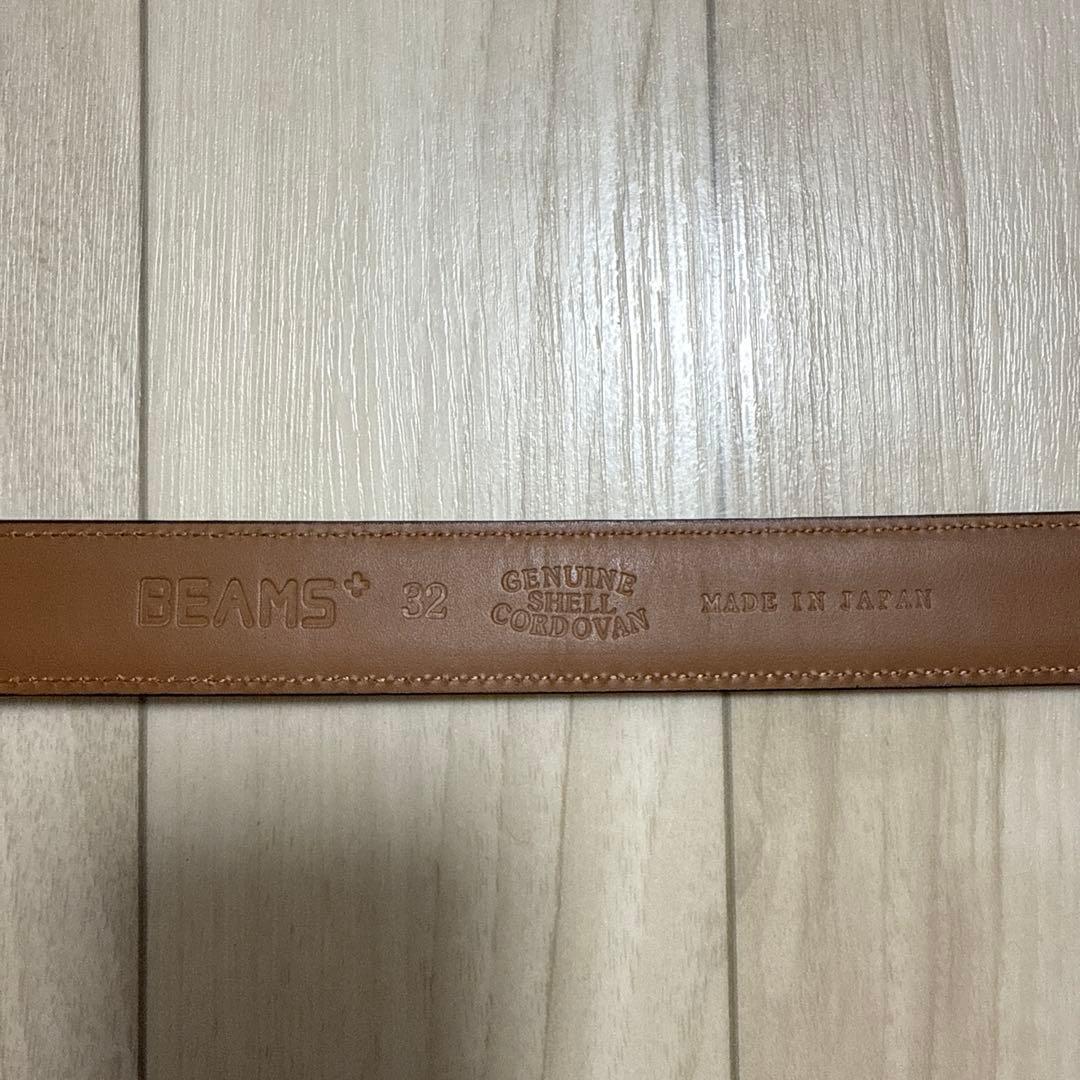 BEAMS+ 32
GENUINE
SHELL
CORDOVAN
MADE IN JAPAN